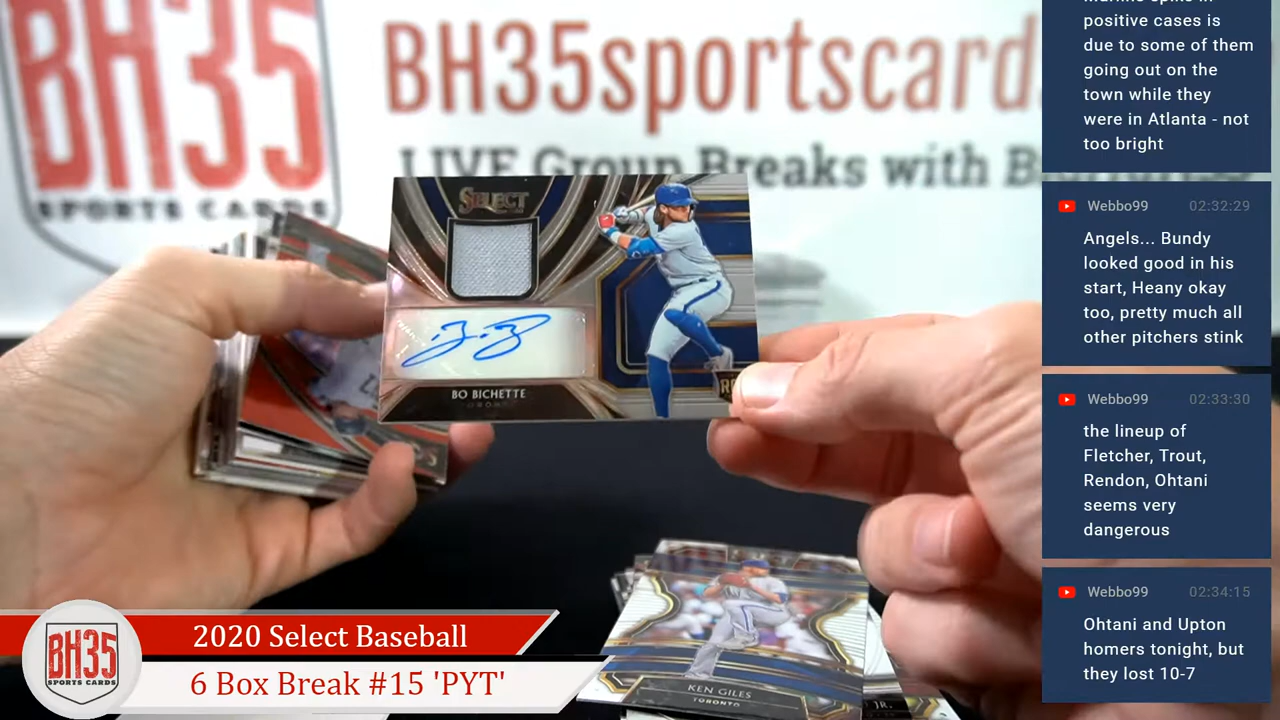 BH35
SPORTS CARDS
BH35sportscard
LIVE Group Breaks with
SELECT
BO BICHETTE
KEN GILES
TORONTO
JR.
BH35
SPORTS CARDS
2020 Select Baseball
6 Box Break #15 'PYT'
positive cases is
due to some of them
going out on the
town while they
were in Atlanta - not
too bright
Webbo99 02:32:29
Angels... Bundy
looked good in his
start, Heany okay
too, pretty much all
other pitchers stink
Webbo99 02:33:30
the lineup of
Fletcher, Trout,
Rendon, Ohtani
seems very
dangerous
Webbo99 02:34:15
Ohtani and Upton
homers tonight, but
they lost 10-7